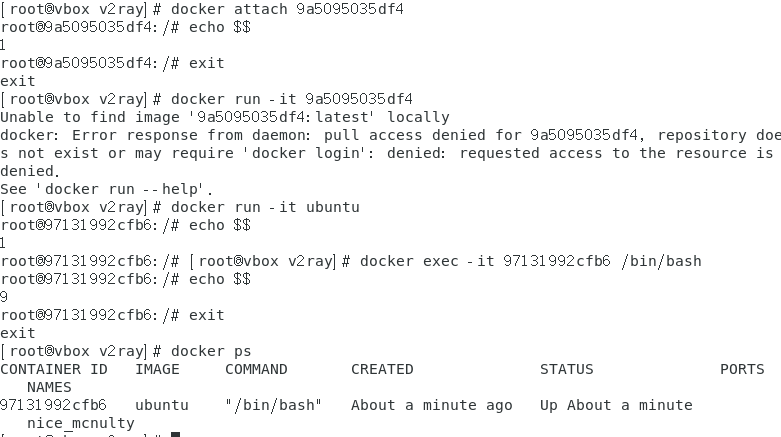 [root@vbox v2ray]# docker attach 9a5095035df4
root@9a5095035df4:/# echo $$
1
root@9a5095035df4:/# exit
exit
[root@vbox v2ray]# docker run -it 9a5095035df4
Unable to find image '9a5095035df4:latest' locally
docker: Error response from daemon: pull access denied for 9a5095035df4, repository doe
s not exist or may require 'docker login': denied: requested access to the resource is
denied.
See 'docker run --help'.
[root@vbox v2ray]# docker run -it ubuntu
root@97131992cfb6:/# echo $$
1
root@97131992cfb6:/# [root@vbox v2ray]# docker exec -it 97131992cfb6 /bin/bash
root@97131992cfb6:/# echo $$
9
root@97131992cfb6:/# exit
exit
[root@vbox v2ray]# docker ps
CONTAINER ID   IMAGE     COMMAND       CREATED              STATUS              PORTS
   NAMES
97131992cfb6   ubuntu    "/bin/bash"   About a minute ago   Up About a minute
   nice_mcnulty